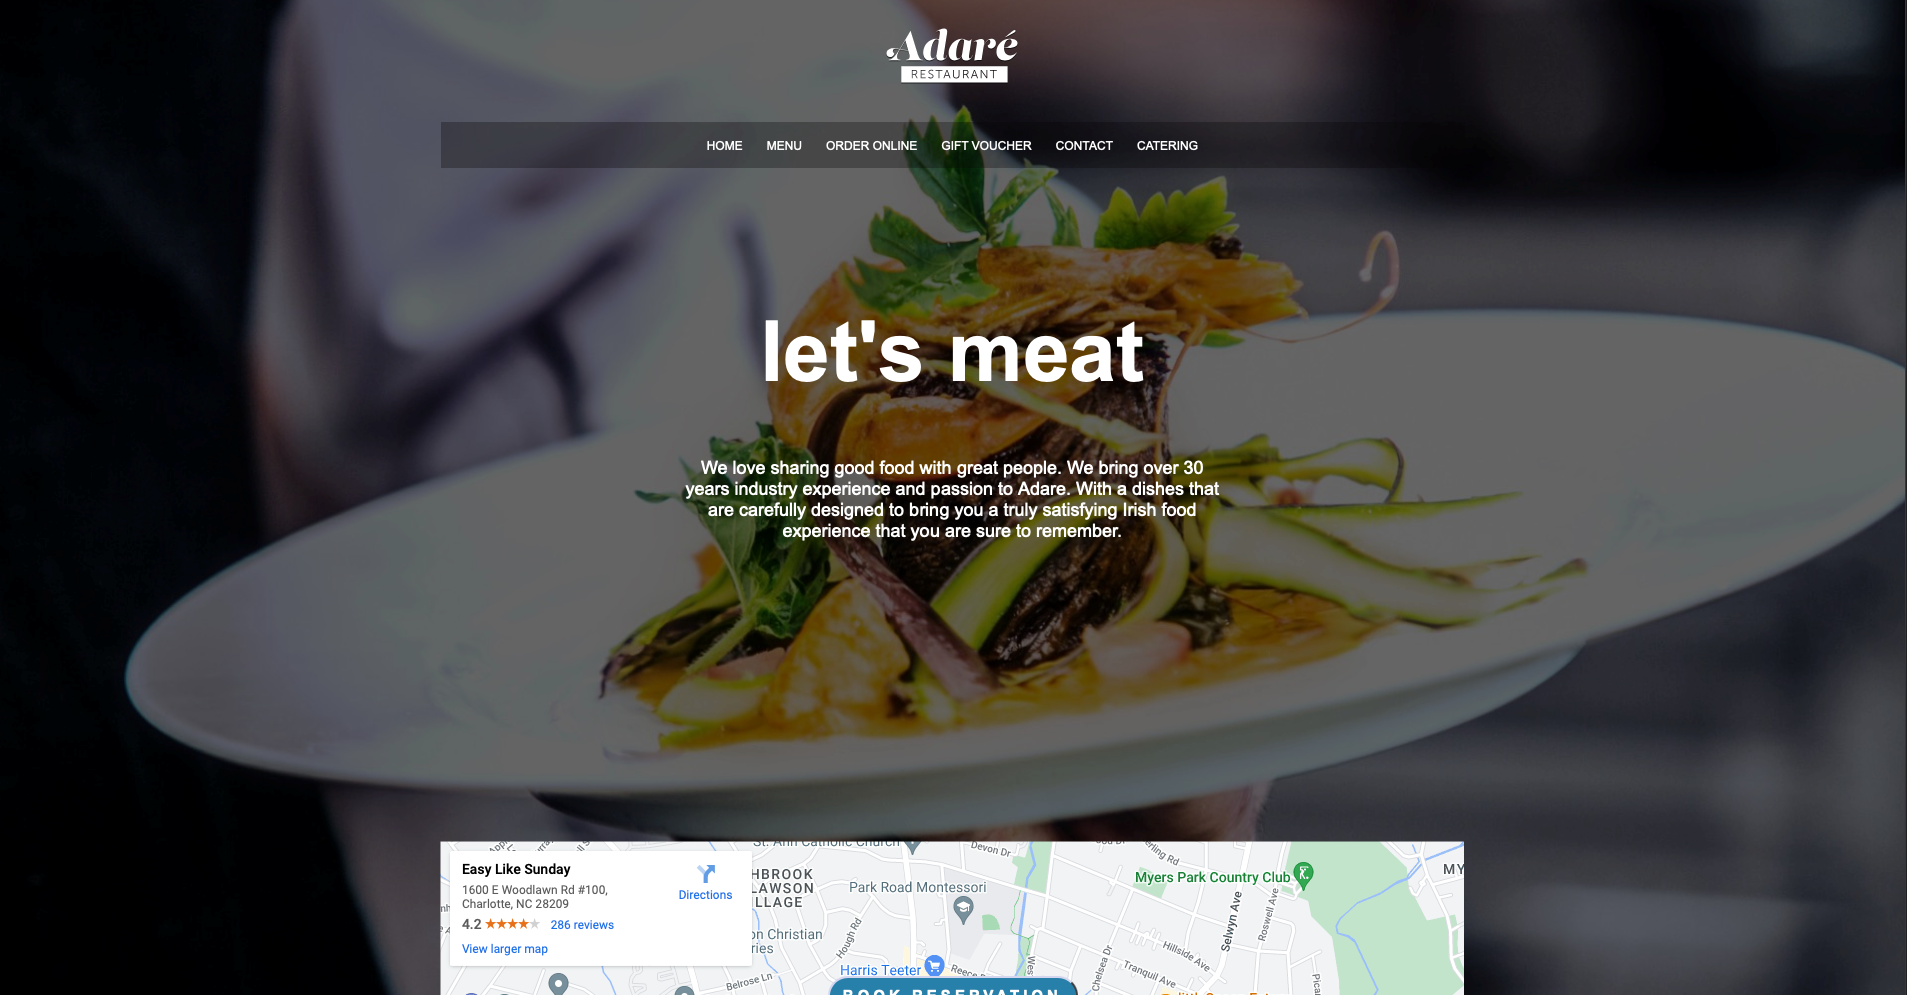 Adaré
RESTAURANT
HOME MENU ORDER ONLINE GIFT VOUCHER CONTACT CATERING
let's meat
We love sharing good food with great people. We bring over 30
years industry experience and passion to Adare. With a dishes that
are carefully designed to bring you a truly satisfying Irish food
experience that you are sure to remember.
Easy Like Sunday
1600 E Woodlawn Rd #100,
Charlotte, NC 28209
4.2 286 reviews
View larger map
Directions
St. Ann Catholic Church
Devon Dr
HBROOK
LAWSON
ILLAGE
Park Road Montessori
Myers Park Country Club
MY
on Christian
ries
Hough Rd
Selwyn Ave
Roswell Ave
Hillside Ave
Tranquil Ave
Chelsea Dr
Belrose Ln
Harris Teeter
Reece
Wes
Pica
BOOK RESERVATION